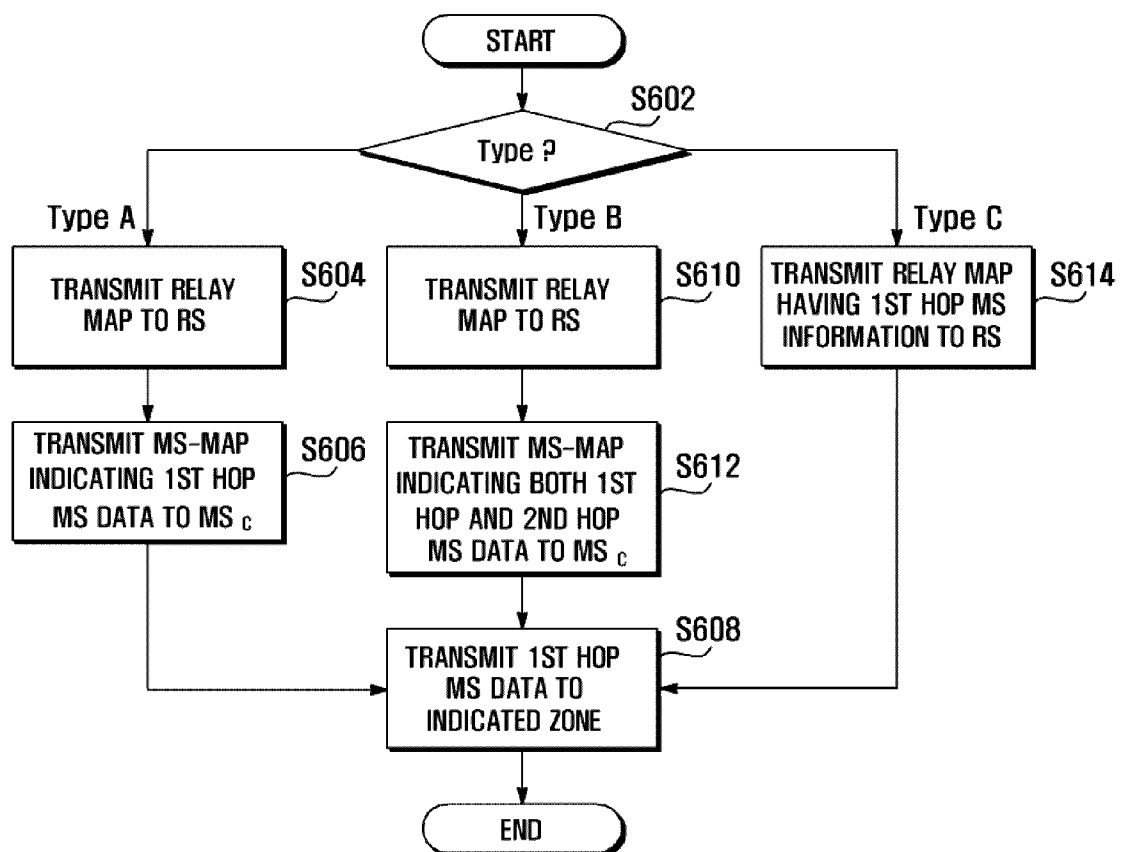 START
S602
Type ?
Type A
Type B
Type C
S604
TRANSMIT RELAY
MAP TO RS
S610
TRANSMIT RELAY
MAP TO RS
S614
TRANSMIT RELAY MAP
HAVING 1ST HOP MS
INFORMATION TO RS
S606
TRANSMIT MS-MAP
INDICATING 1ST HOP
MS DATA TO MS C
S612
TRANSMIT MS-MAP
INDICATING BOTH 1ST
HOP AND 2ND HOP
MS DATA TO MS C
S608
TRANSMIT 1ST HOP
MS DATA TO
INDICATED ZONE
END